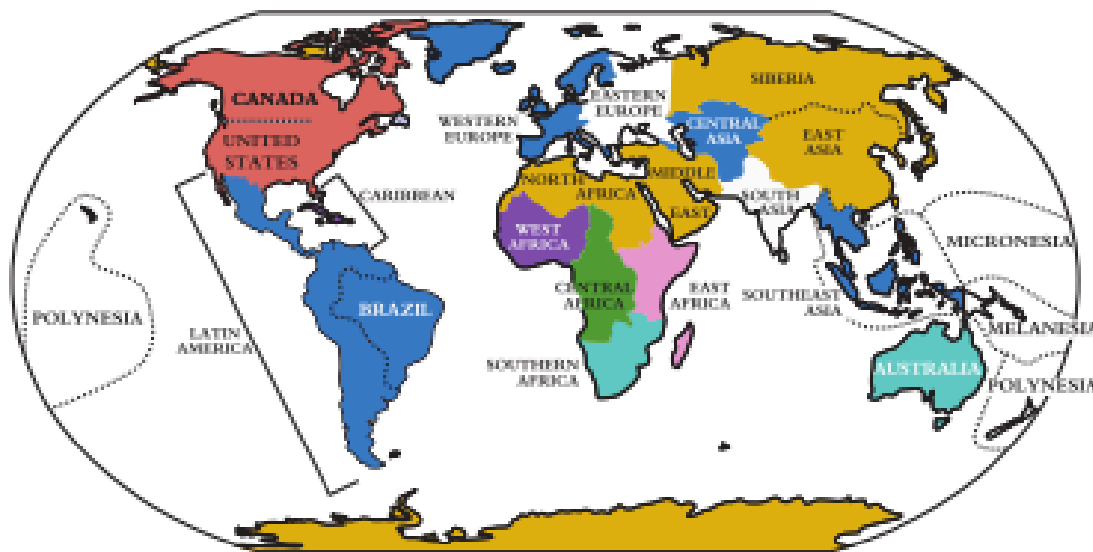 CANADA
UNITED
STATES
WESTERN
EUROPE
EASTERN
EUROPE
SIBERIA
CENTRAL
ASIA
EAST
ASIA
NORTH
AFRICA
MIDDLE
EAST
SOUTH
ASIA
CARIBBEAN
WEST
AFRICA
CENTRAL
AFRICA
EAST
AFRICA
SOUTHERN
AFRICA
BRAZIL
LATIN
AMERICA
POLYNESIA
MICRONESIA
SOUTHEAST
ASIA
MELANESIA
AUSTRALIA
POLYNESIA